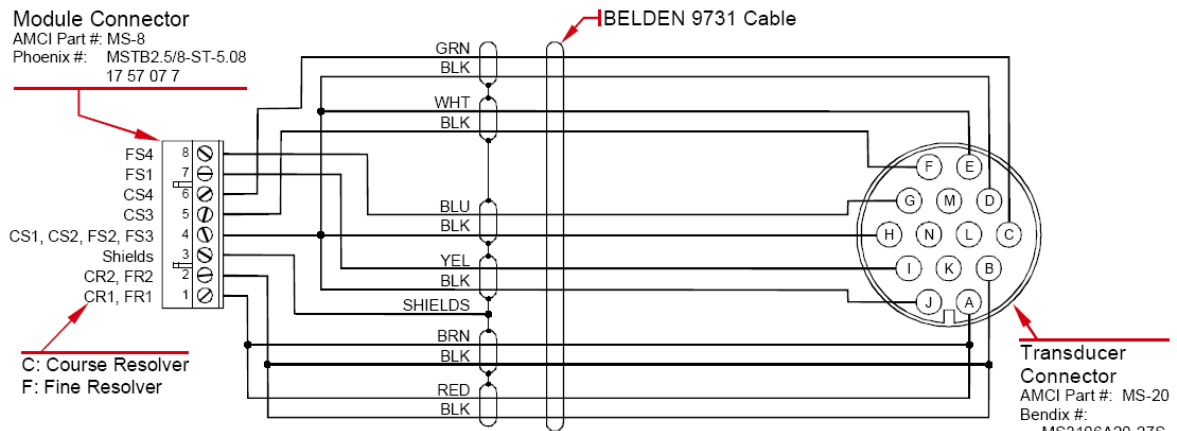 Module Connector
AMCI Part #: MS-8
Phoenix #: MSTB2.5/8-ST-5.08
17 57 07 7
BELDEN 9731 Cable
GRN
BLK
WHT
BLK
FS4 8
FS1 7
CS4 6
CS3 5
CS1, CS2, FS2, FS3 4
Shields 3
CR2, FR2 2
CR1, FR1 1
BLU
BLK
YEL
BLK
SHIELDS
BRN
BLK
RED
BLK
F E
G M D
H N L C
I K B
J A
C: Course Resolver
F: Fine Resolver
Transducer
Connector
AMCI Part #: MS-20
Bendix #:
MS3106A20-27S